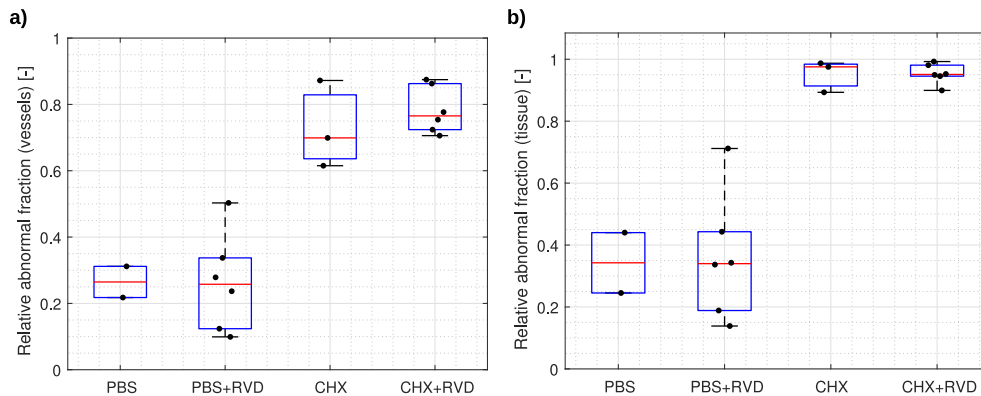 a)
Relative abnormal fraction (vessels) [-]
1
0.8
0.6
0.4
0.2
0
PBS PBS+RVD CHX CHX+RVD
b)
Relative abnormal fraction (tissue) [-]
1
0.8
0.6
0.4
0.2
0
PBS PBS+RVD CHX CHX+RVD